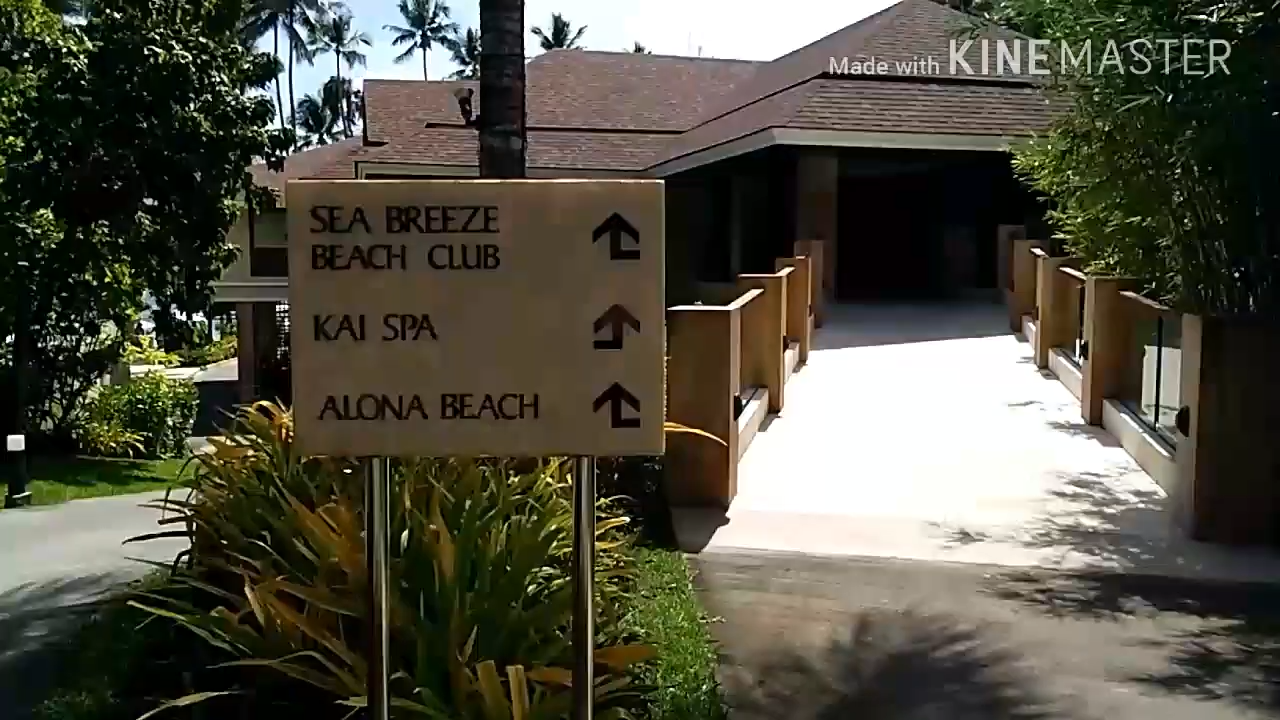 Made with KINEMASTER
SEA BREEZE
BEACH CLUB
KAI SPA
ALONA BEACH